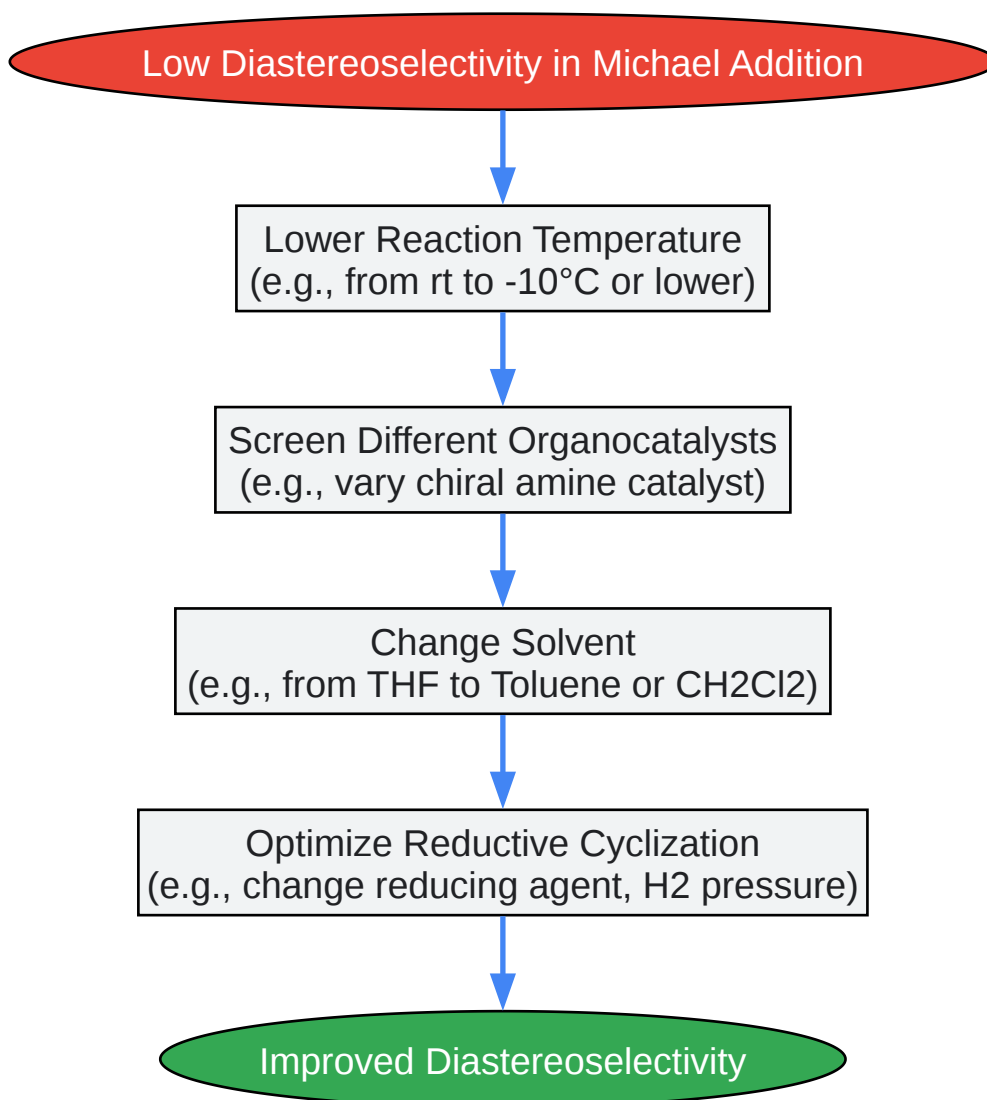 Low Diastereoselectivity in Michael Addition
Lower Reaction Temperature
(e.g., from rt to -10°C or lower)
Screen Different Organocatalysts
(e.g., vary chiral amine catalyst)
Change Solvent
(e.g., from THF to Toluene or CH2Cl2)
Optimize Reductive Cyclization
(e.g., change reducing agent, H2 pressure)
Improved Diastereoselectivity